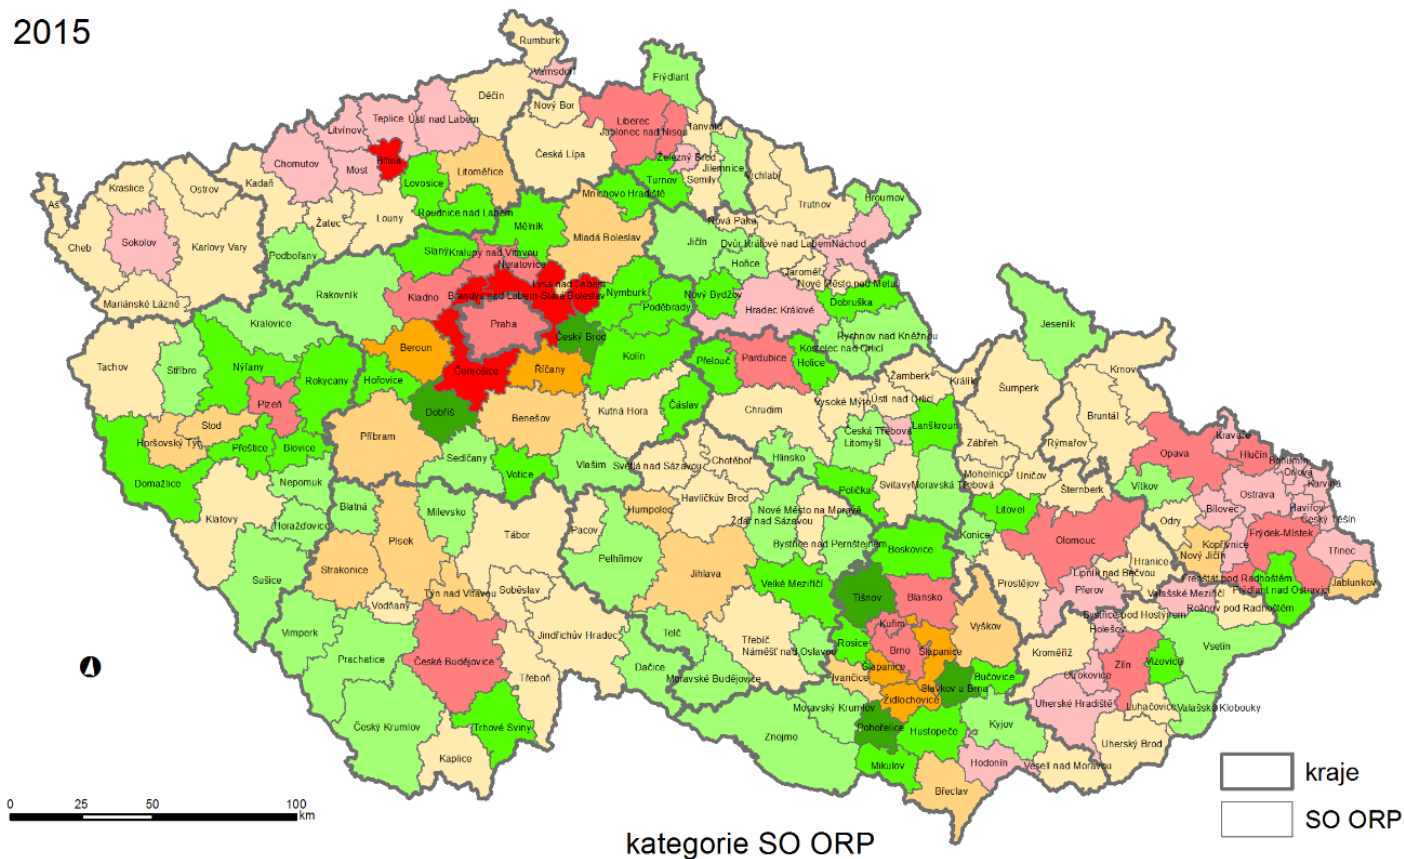 2015
Rumburk
Varnsdorf
Frýdlant
Děčín
Nový Bor
Teplice
Ústí nad Labem
Liberec
Jablonec nad Nisou
Tanvald
Litvínov
Chomutov
Most
Bílina
Litoměřice
Česká Lípa
Železný Brod
Jilemnice
Semily
Vrchlabí
Turnov
Kraslice
Ostrov
Kadaň
Lovosice
Mnichovo Hradiště
Trutnov
Broumov
Aš
Roudnice nad Labem
Žatec
Louny
Nová Paka
Cheb
Sokolov
Karlovy Vary
Mělník
Mladá Boleslav
Jičín
Dvůr Králové nad Labem
Náchod
Podbořany
Slaný
Kralupy nad Vltavou
Neratovice
Hořice
Jaroměř
Nové Město nad Metují
Mariánské Lázně
Rakovník
Kladno
Lysá nad Labem
Brandýs nad Labem
Stará Boleslav
Nymburk
Nový Bydžov
Dobruška
Kralovice
Praha
Poděbrady
Hradec Králové
Jeseník
Český Brod
Rychnov nad Kněžnou
Kostelec nad Orlicí
Tachov
Stříbro
Nýřany
Rokycany
Beroun
Hořovice
Černošice
Říčany
Kolín
Přelouč
Pardubice
Holice
Plzeň
Dobříš
Kutná Hora
Čáslav
Chrudim
Vysoké Mýto
Žamberk
Ústí nad Orlicí
Králíky
Šumperk
Krnov
Horšovský Týn
Stod
Přeštice
Blovice
Příbram
Benešov
Česká Třebová
Litomyšl
Lanškroun
Zábřeh
Bruntál
Rýmařov
Domažlice
Sedlčany
Votice
Vlašim
Světlá nad Sázavou
Chotěboř
Hlinsko
Opava
Kravaře
Hlučín
Bohumín
Orlová
Karviná
Nepomuk
Klatovy
Horažďovice
Blatná
Milevsko
Tábor
Pacov
Humpolec
Havlíčkův Brod
Polička
Svitavy
Moravská Třebová
Mohelnice
Uničov
Šternberk
Litovel
Vítkov
Ostrava
Havířov
Bílovec
Český Těšín
Písek
Nové Město na Moravě
Žďár nad Sázavou
Bystřice nad Pernštejnem
Boskovice
Konice
Olomouc
Odry
Kopřivnice
Nový Jičín
Frýdek-Místek
Třinec
Sušice
Strakonice
Týn nad Vltavou
Soběslav
Pelhřimov
Jihlava
Velké Meziříčí
Tišnov
Blansko
Prostějov
Lipník nad Bečvou
Hranice
Přerov
Frenštát pod Radhoštěm
Valašské Meziříčí
Frýdlant nad Ostravicí
Jablunkov
Rožnov pod Radhoštěm
Vodňany
Vimperk
Prachatice
České Budějovice
Jindřichův Hradec
Třeboň
Telč
Dačice
Třebíč
Náměšť nad Oslavou
Moravské Budějovice
Rosice
Kuřim
Brno
Šlapanice
Šlapanice
Ivančice
Vyškov
Bystřice pod Hostýnem
Holešov
Kroměříž
Zlín
Otrokovice
Vizovice
Vsetín
Český Krumlov
Trhové Sviny
Kaplice
Znojmo
Moravský Krumlov
Židlochovice
Slavkov u Brna
Bučovice
Pohořelice
Hustopeče
Kyjov
Uherské Hradiště
Luhačovice
Valašské Klobouky
Uherský Brod
Mikulov
Břeclav
Hodonín
Veselí nad Moravou
kraje
SO ORP
0 25 50 100
km
kategorie SO ORP